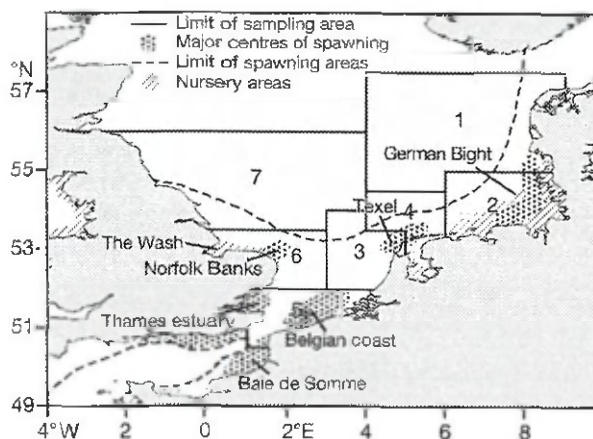 Limit of sampling area
Major centres of spawning
Limit of spawning areas
Nursery areas
°N
57
55
53
51
49
1
German Bight
7
Texel
4
2
The Wash
Norfolk Banks
6
3
Thames estuary
Belgian coast
Baie de Somme
4°W
2
0
2°E
4
6
8